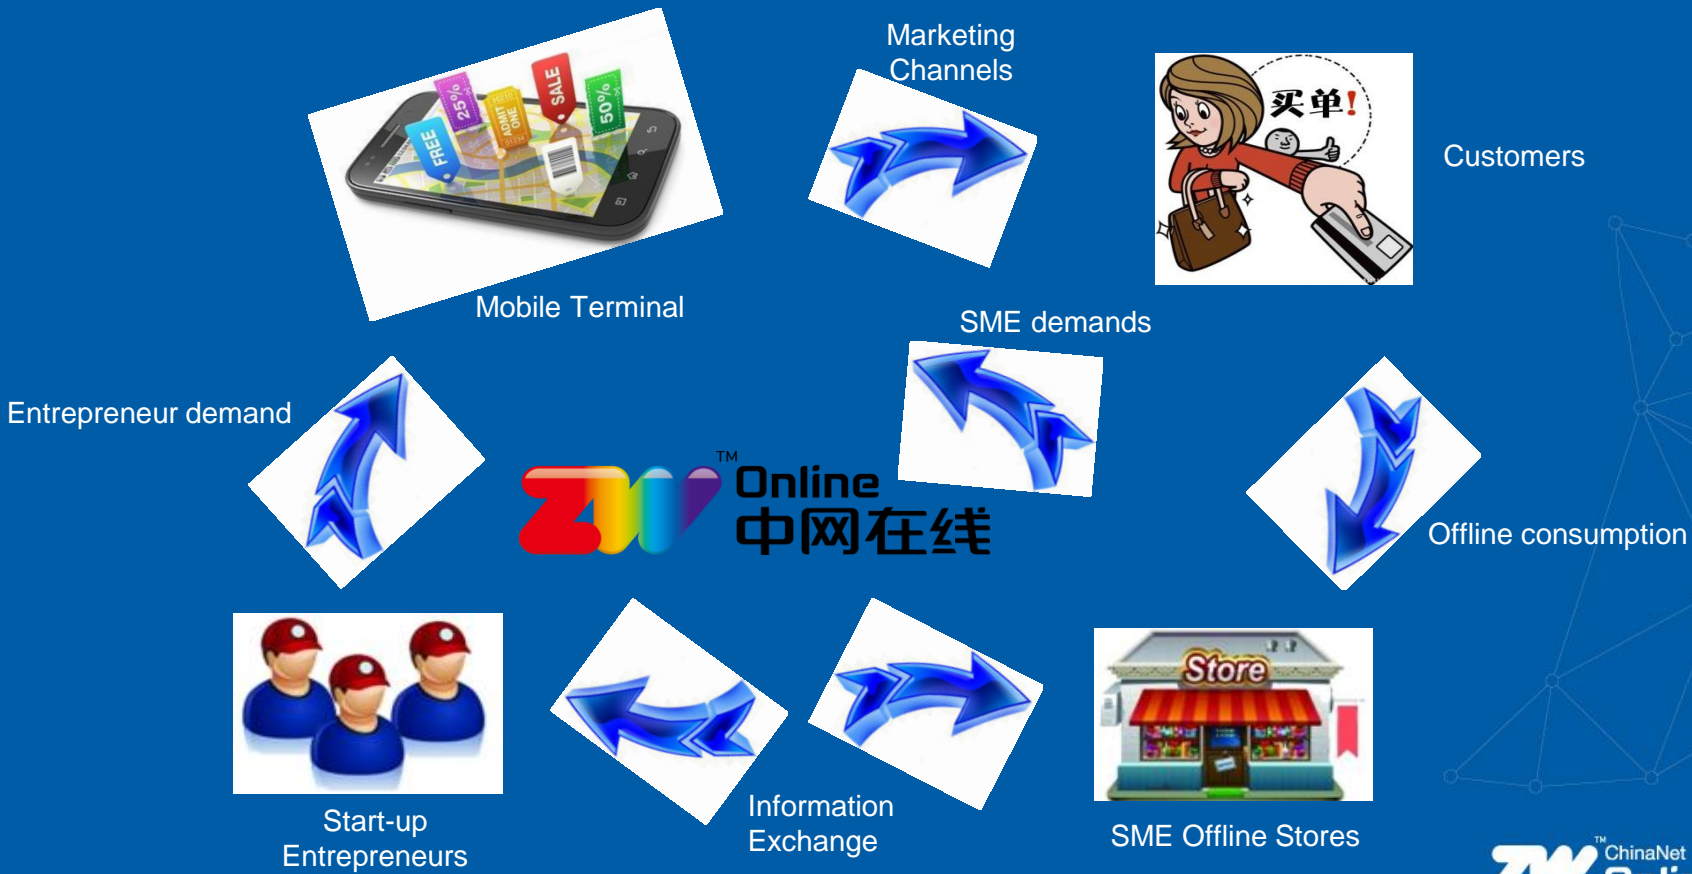 Marketing
Channels
FREE
25%
ADMIT
ONE
SALE
50%
买单!
Customers
Mobile Terminal
SME demands
Entrepreneur demand
TM
Online
中网在线
Offline consumption
Store
Start-up
Entrepreneurs
Information
Exchange
SME Offline Stores
TM
ChinaNet